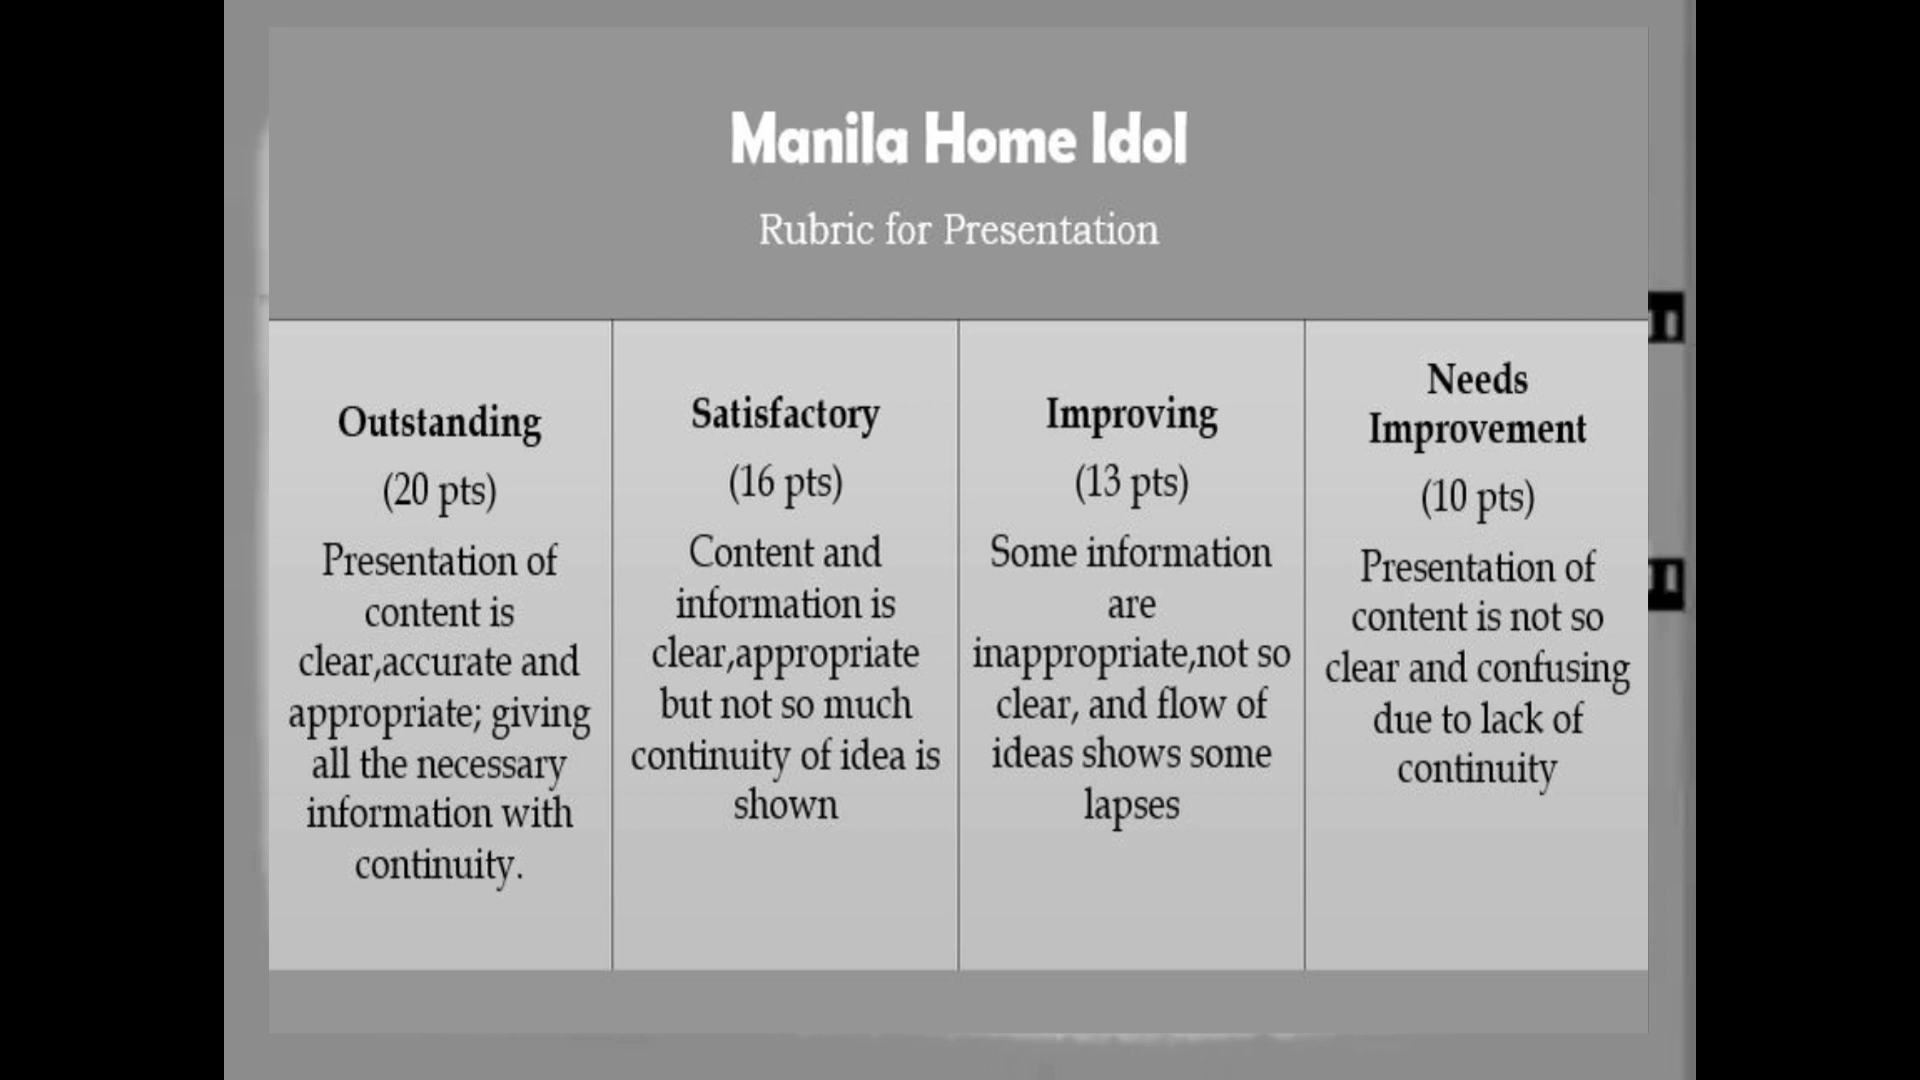 Manila Home Idol
Rubric for Presentation
Outstanding
(20 pts)
Presentation of
content is
clear,accurate and
appropriate; giving
all the necessary
information with
continuity.
Satisfactory
(16 pts)
Content and
information is
clear,appropriate
but not so much
continuity of idea is
shown
Improving
(13 pts)
Some information
are
inappropriate,not so
clear, and flow of
ideas shows some
lapses
Needs
Improvement
(10 pts)
Presentation of
content is not so
clear and confusing
due to lack of
continuity